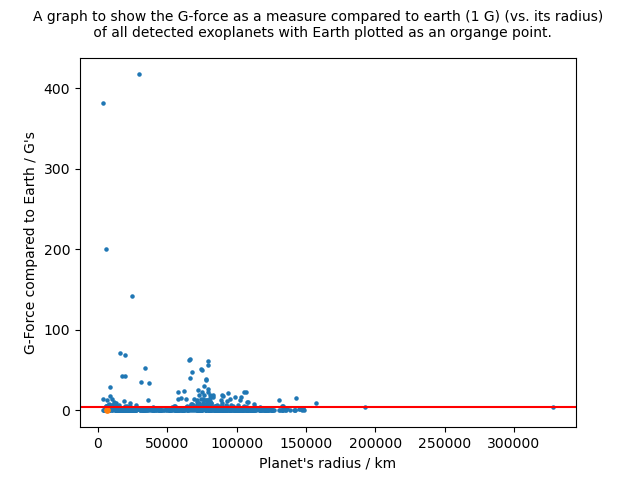 A graph to show the G-force as a measure compared to earth (1 G) (vs. its radius)
of all detected exoplanets with Earth plotted as an organge point.
400
300
200
100
0
G-Force compared to Earth / G's
0 50000 100000 150000 200000 250000 300000
Planet's radius / km